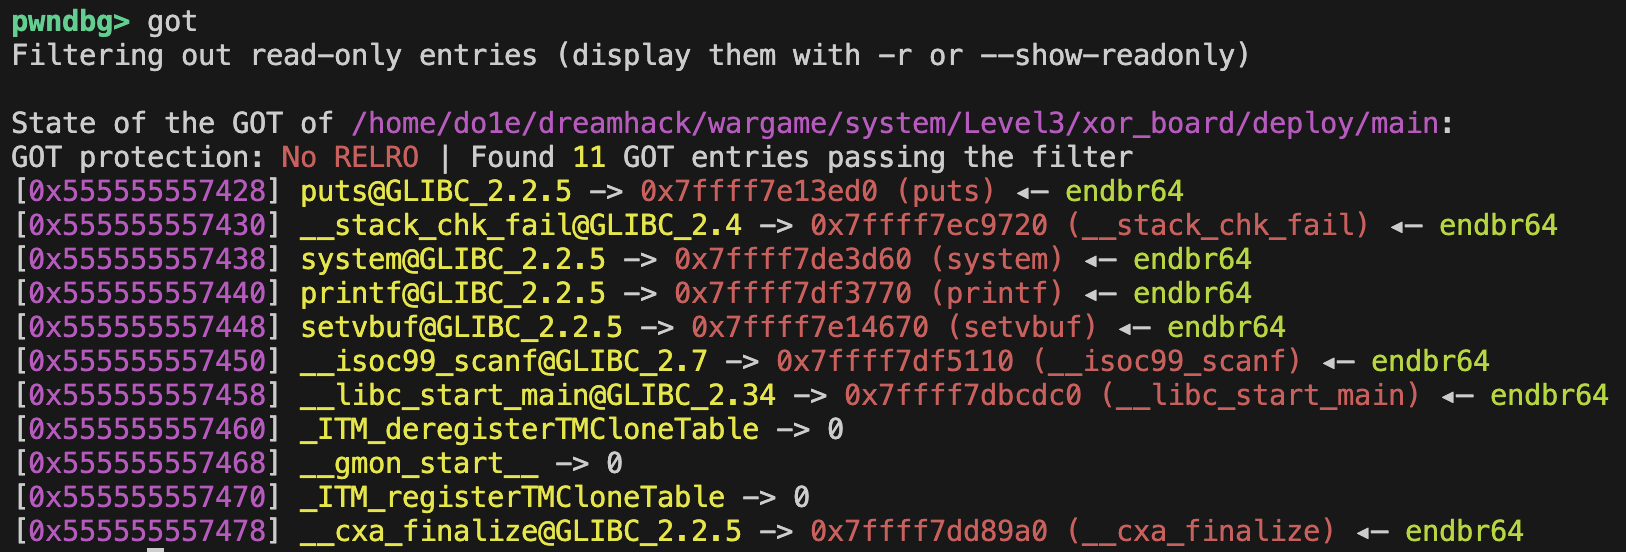 pwndbg> got
Filtering out read-only entries (display them with -r or --show-readonly)
State of the GOT of /home/do1e/dreamhack/wargame/system/Level3/xor_board/deploy/main:
GOT protection: No RELRO | Found 11 GOT entries passing the filter
[0x555555557428] puts@GLIBC_2.2.5 -> 0x7ffff7e13ed0 (puts) ◂— endbr64
[0x555555557430] __stack_chk_fail@GLIBC_2.4 -> 0x7ffff7ec9720 (__stack_chk_fail) ◂— endbr64
[0x555555557438] system@GLIBC_2.2.5 -> 0x7ffff7de3d60 (system) ◂— endbr64
[0x555555557440] printf@GLIBC_2.2.5 -> 0x7ffff7df3770 (printf) ◂— endbr64
[0x555555557448] setvbuf@GLIBC_2.2.5 -> 0x7ffff7e14670 (setvbuf) ◂— endbr64
[0x555555557450] __isoc99_scanf@GLIBC_2.7 -> 0x7ffff7df5110 (__isoc99_scanf) ◂— endbr64
[0x555555557458] __libc_start_main@GLIBC_2.34 -> 0x7ffff7dbcdc0 (__libc_start_main) ◂— endbr64
[0x555555557460] _ITM_deregisterTMCloneTable -> 0
[0x555555557468] __gmon_start__ -> 0
[0x555555557470] _ITM_registerTMCloneTable -> 0
[0x555555557478] __cxa_finalize@GLIBC_2.2.5 -> 0x7ffff7dd89a0 (__cxa_finalize) ◂— endbr64